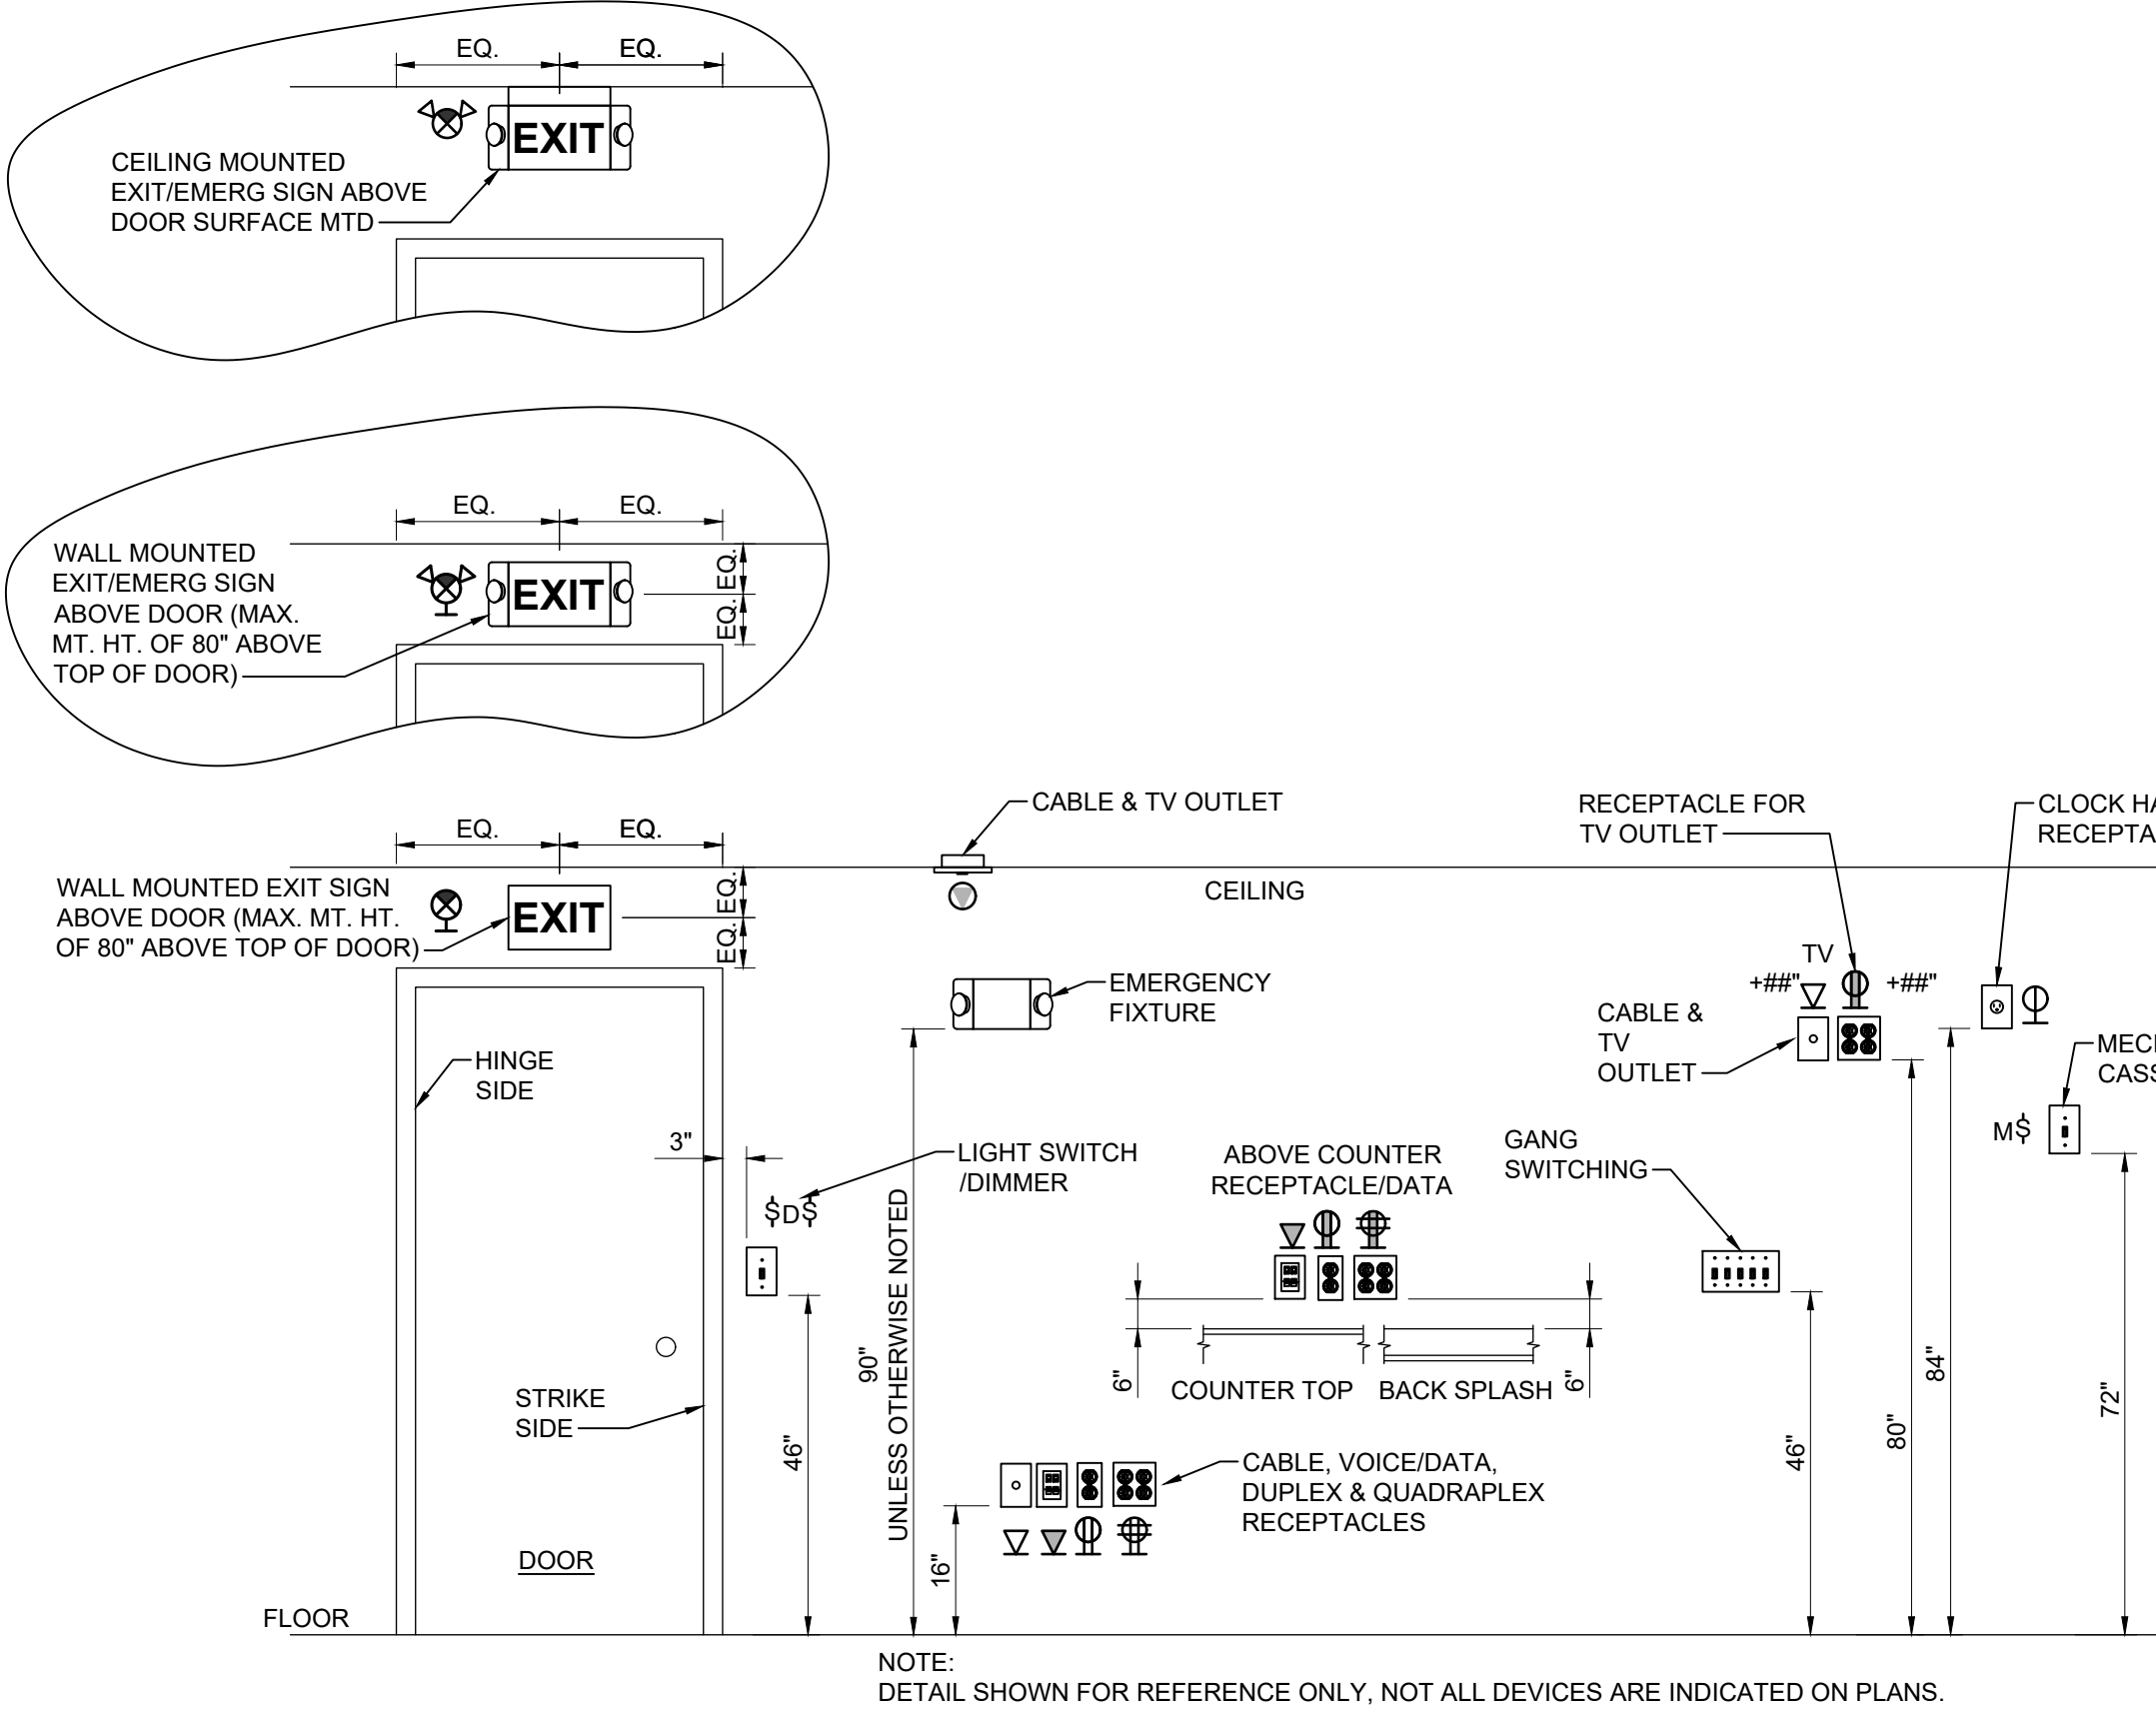 EQ. EQ.
EXIT
CEILING MOUNTED
EXIT/EMERG SIGN ABOVE
DOOR SURFACE MTD
EQ. EQ.
WALL MOUNTED
EXIT/EMERG SIGN
ABOVE DOOR (MAX.
MT. HT. OF 80" ABOVE
TOP OF DOOR)
EXIT
EQ.
EQ.
EQ. EQ.
WALL MOUNTED EXIT SIGN
ABOVE DOOR (MAX. MT. HT.
OF 80" ABOVE TOP OF DOOR)
EXIT
EQ.
EQ.
CABLE & TV OUTLET
CEILING
RECEPTACLE FOR
TV OUTLET
CLOCK HA
RECEPTA
TV
+##" +##"
EMERGENCY
FIXTURE
CABLE &
TV
OUTLET
HINGE
SIDE
MECH
CASS
M$
3"
LIGHT SWITCH
/DIMMER
$D$
ABOVE COUNTER
RECEPTACLE/DATA
GANG
SWITCHING
6"
COUNTER TOP
BACK SPLASH
6"
STRIKE
SIDE
46"
90"
UNLESS OTHERWISE NOTED
16"
CABLE, VOICE/DATA,
DUPLEX & QUADRAPLEX
RECEPTACLES
46"
80"
84"
72"
DOOR
FLOOR
NOTE:
DETAIL SHOWN FOR REFERENCE ONLY, NOT ALL DEVICES ARE INDICATED ON PLANS.